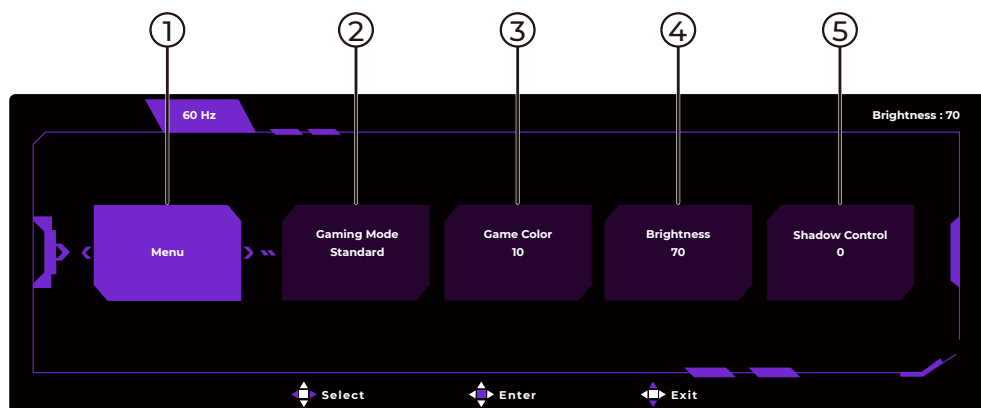 ① ② ③ ④ ⑤
60 Hz
Brightness : 70
Menu
Gaming Mode
Standard
Game Color
10
Brightness
70
Shadow Control
0
Select
Enter
Exit